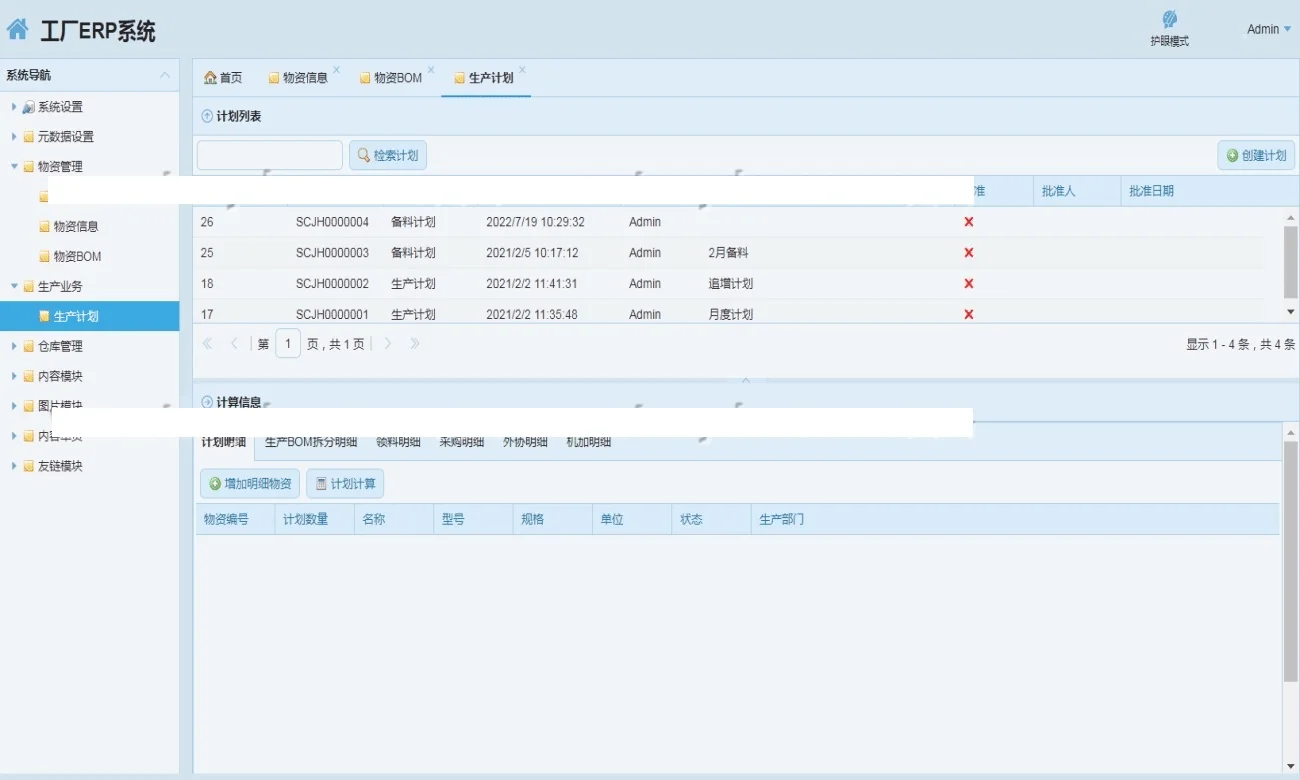 工厂ERP系统
护眼模式
Admin
系统导航
首页
物资信息
物资BOM
生产计划
系统设置
元数据设置
物资管理
物资信息
物资BOM
生产业务
生产计划
仓库管理
内容模块
图片模块
友链模块
计划列表
检索计划
创建计划
准 批准人 批准日期
26 SCJH0000004 备料计划 2022/7/19 10:29:32 Admin
25 SCJH0000003 备料计划 2021/2/5 10:17:12 Admin 2月备料
18 SCJH0000002 生产计划 2021/2/2 11:41:31 Admin 追增计划
17 SCJH0000001 生产计划 2021/2/2 11:35:48 Admin 月度计划
第 1 页，共 1 页
显示 1 - 4 条，共 4 条
计算信息
计划明细 生产BOM拆分明细 领料明细 采购明细 外协明细 机加明细
增加明细物资 计划计算
物资编号 计划数量 名称 型号 规格 单位 状态 生产部门